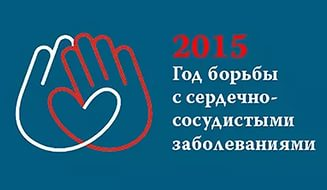 2015
Год борьбы
с сердечно-
сосудистыми
заболеваниями